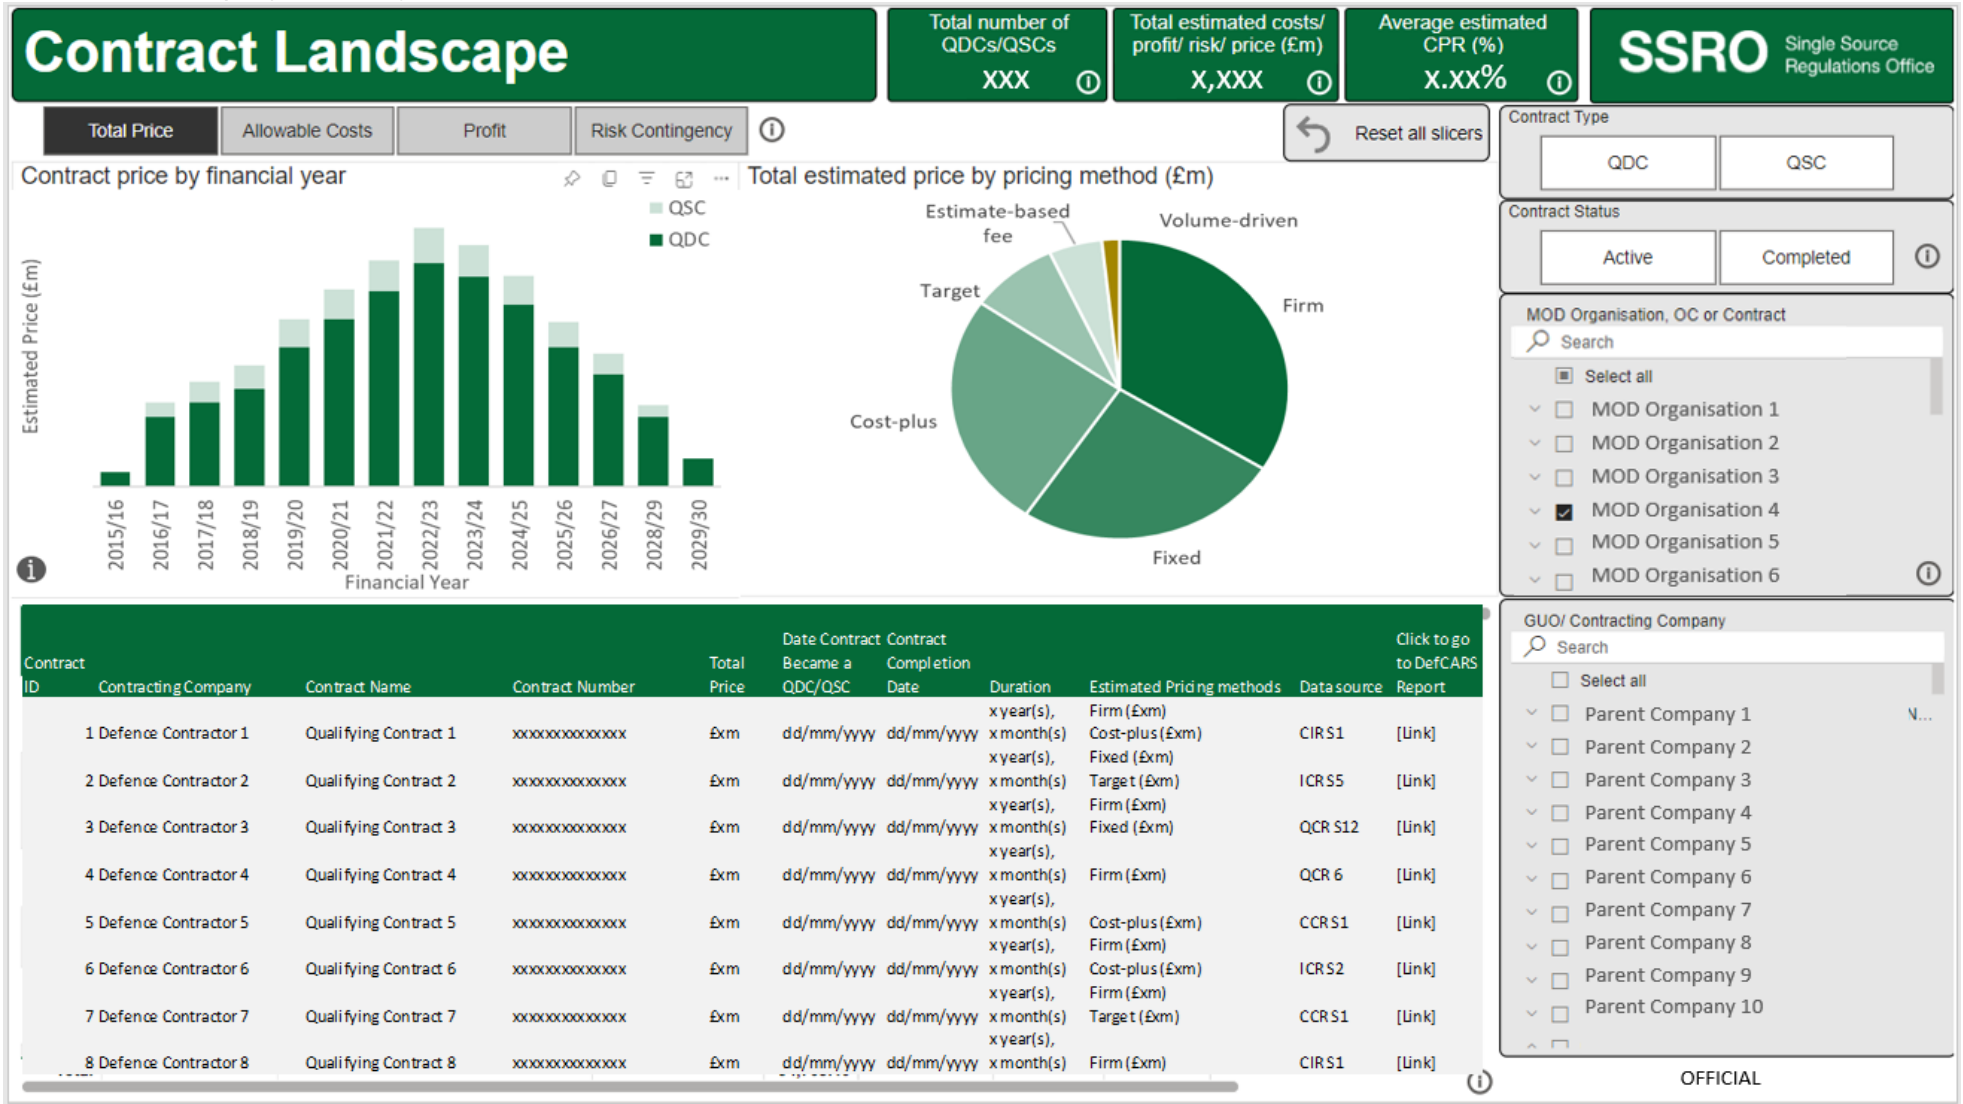 Contract Landscape
Total number of
QDCs/QSCs
XXX
Total estimated costs/
profit/ risk/ price (£m)
X,XXX
Average estimated
CPR (%)
X.XX%
SSRO
Single Source
Regulations Office
Total Price
Allowable Costs
Profit
Risk Contingency
Reset all slicers
Contract price by financial year
QSC
QDC
Estimated Price (£m)
2015/16
2016/17
2017/18
2018/19
2019/20
2020/21
2021/22
2022/23
2023/24
2024/25
2025/26
2026/27
2028/29
2029/30
Financial Year
Total estimated price by pricing method (£m)
Estimate-based
fee
Volume-driven
Target
Firm
Cost-plus
Fixed
Contract Type
QDC
QSC
Contract Status
Active
Completed
MOD Organisation, OC or Contract
Search
Select all
MOD Organisation 1
MOD Organisation 2
MOD Organisation 3
MOD Organisation 4
MOD Organisation 5
MOD Organisation 6
GUO/ Contracting Company
Search
Select all
Parent Company 1
N...
Parent Company 2
Parent Company 3
Parent Company 4
Parent Company 5
Parent Company 6
Parent Company 7
Parent Company 8
Parent Company 9
Parent Company 10
Date Contract Contract Click to go
Contract Total Became a Completion to DefCARS
ID Contracting Company Contract Name Contract Number Price QDC/QSC Date Duration Estimated Pricing methods Data source Report
x year(s), Firm (£xm)
1 Defence Contractor 1 Qualifying Contract 1 xxxxxxxxxxxxxx £xm dd/mm/yyyy dd/mm/yyyy x month(s) Cost-plus (£xm) CIR S1 [Link]
x year(s), Fixed (£xm)
2 Defence Contractor 2 Qualifying Contract 2 xxxxxxxxxxxxxx £xm dd/mm/yyyy dd/mm/yyyy x month(s) Target (£xm) ICR S5 [Link]
x year(s), Firm (£xm)
3 Defence Contractor 3 Qualifying Contract 3 xxxxxxxxxxxxxx £xm dd/mm/yyyy dd/mm/yyyy x month(s) Fixed (£xm) QCR S12 [Link]
x year(s),
4 Defence Contractor 4 Qualifying Contract 4 xxxxxxxxxxxxxx £xm dd/mm/yyyy dd/mm/yyyy x month(s) Firm (£xm) QCR 6 [Link]
x year(s),
5 Defence Contractor 5 Qualifying Contract 5 xxxxxxxxxxxxxx £xm dd/mm/yyyy dd/mm/yyyy x month(s) Cost-plus (£xm) CCR S1 [Link]
x year(s), Firm (£xm)
6 Defence Contractor 6 Qualifying Contract 6 xxxxxxxxxxxxxx £xm dd/mm/yyyy dd/mm/yyyy x month(s) Cost-plus (£xm) ICR S2 [Link]
x year(s), Firm (£xm)
7 Defence Contractor 7 Qualifying Contract 7 xxxxxxxxxxxxxx £xm dd/mm/yyyy dd/mm/yyyy x month(s) Target (£xm) CCR S1 [Link]
x year(s),
8 Defence Contractor 8 Qualifying Contract 8 xxxxxxxxxxxxxx £xm dd/mm/yyyy dd/mm/yyyy x month(s) Firm (£xm) CIR S1 [Link]
OFFICIAL